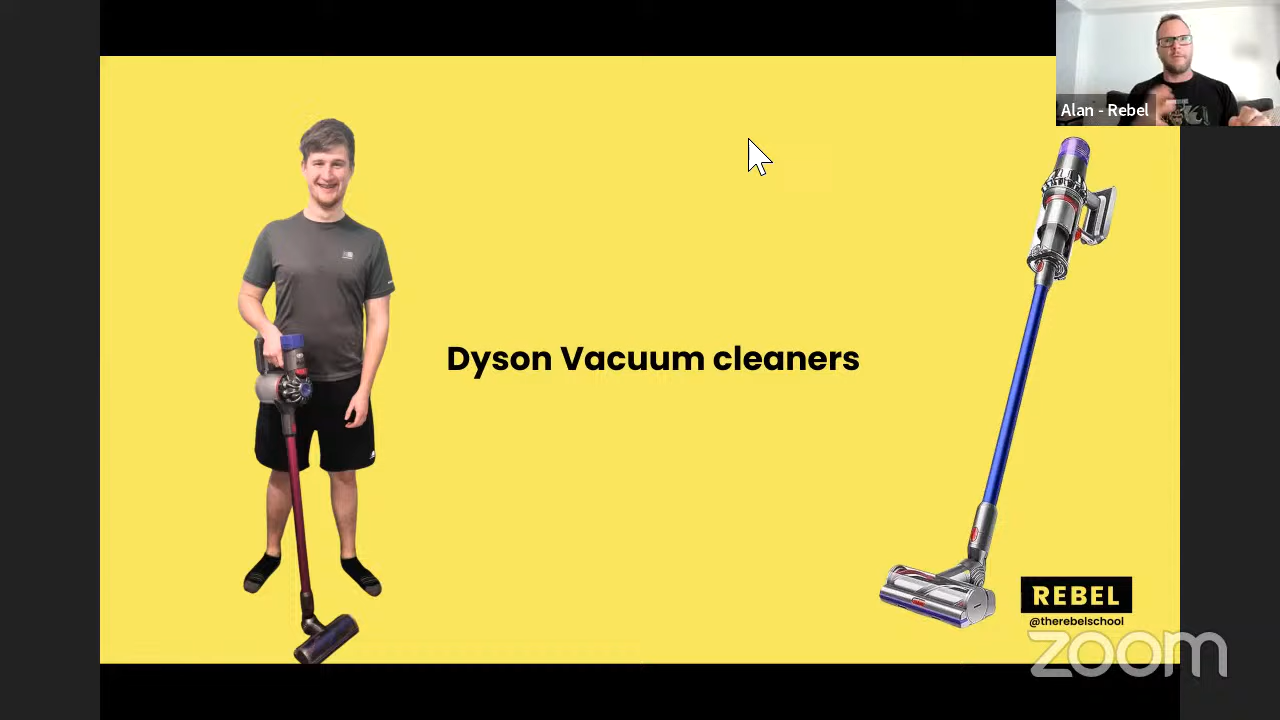 Alan - Rebel
Dyson Vacuum cleaners
REBEL
@therebelschool
zoom